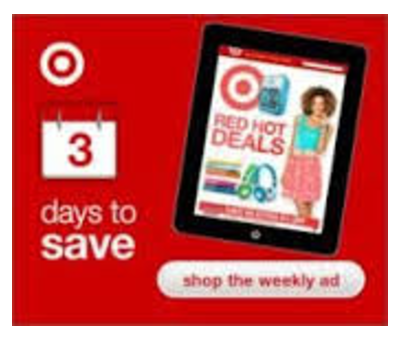 3
days to
save
RED HOT
DEALS
shop the weekly ad